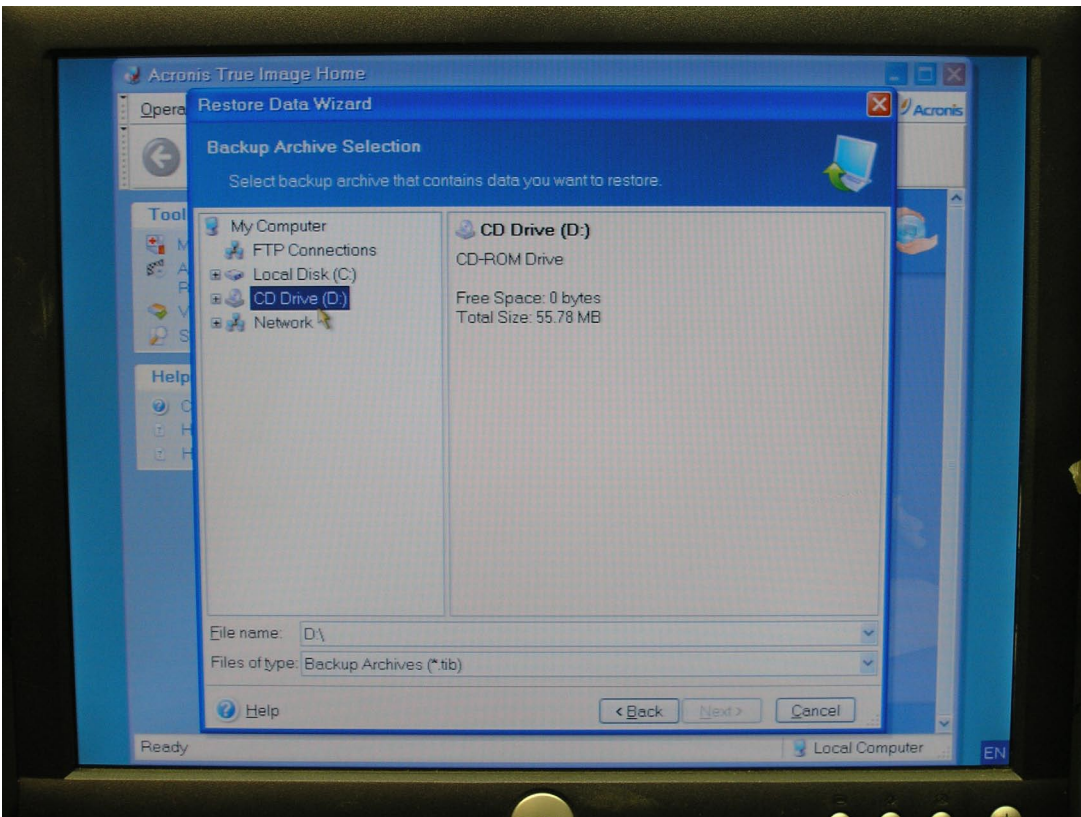 Acronis True Image Home
Opera
Acronis
Restore Data Wizard
Backup Archive Selection
Select backup archive that contains data you want to restore.
Tool
M
A
R
V
S
Help
C
H
H
My Computer
FTP Connections
Local Disk (C:)
CD Drive (D:)
Network
CD Drive (D:)
CD-ROM Drive
Free Space: 0 bytes
Total Size: 55.78 MB
File name: D:\
Files of type: Backup Archives (*.tib)
Help
< Back Next > Cancel
Ready
Local Computer
EN